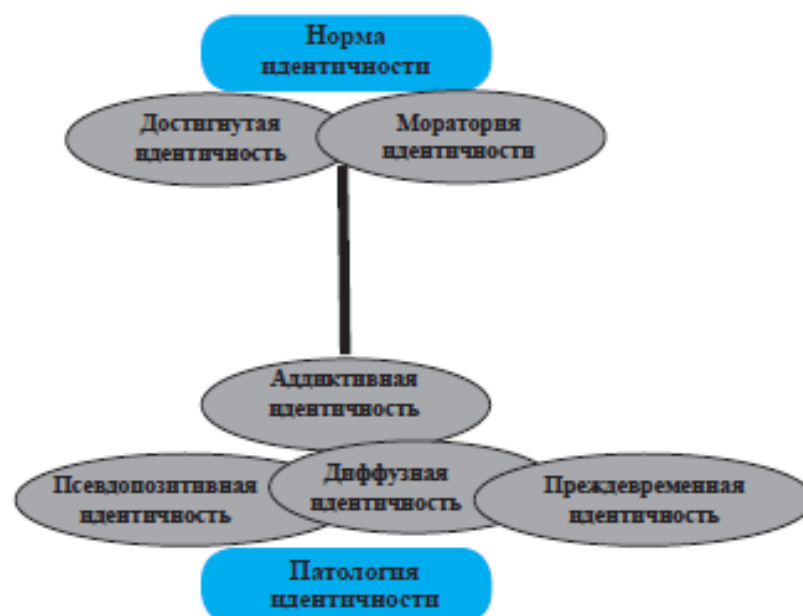 Норма
идентичности
Достигнутая
идентичность
Моратория
идентичности
Аддиктивная
идентичность
Псевдопозитивная
идентичность
Диффузная
идентичность
Преждевременная
идентичность
Патология
идентичности